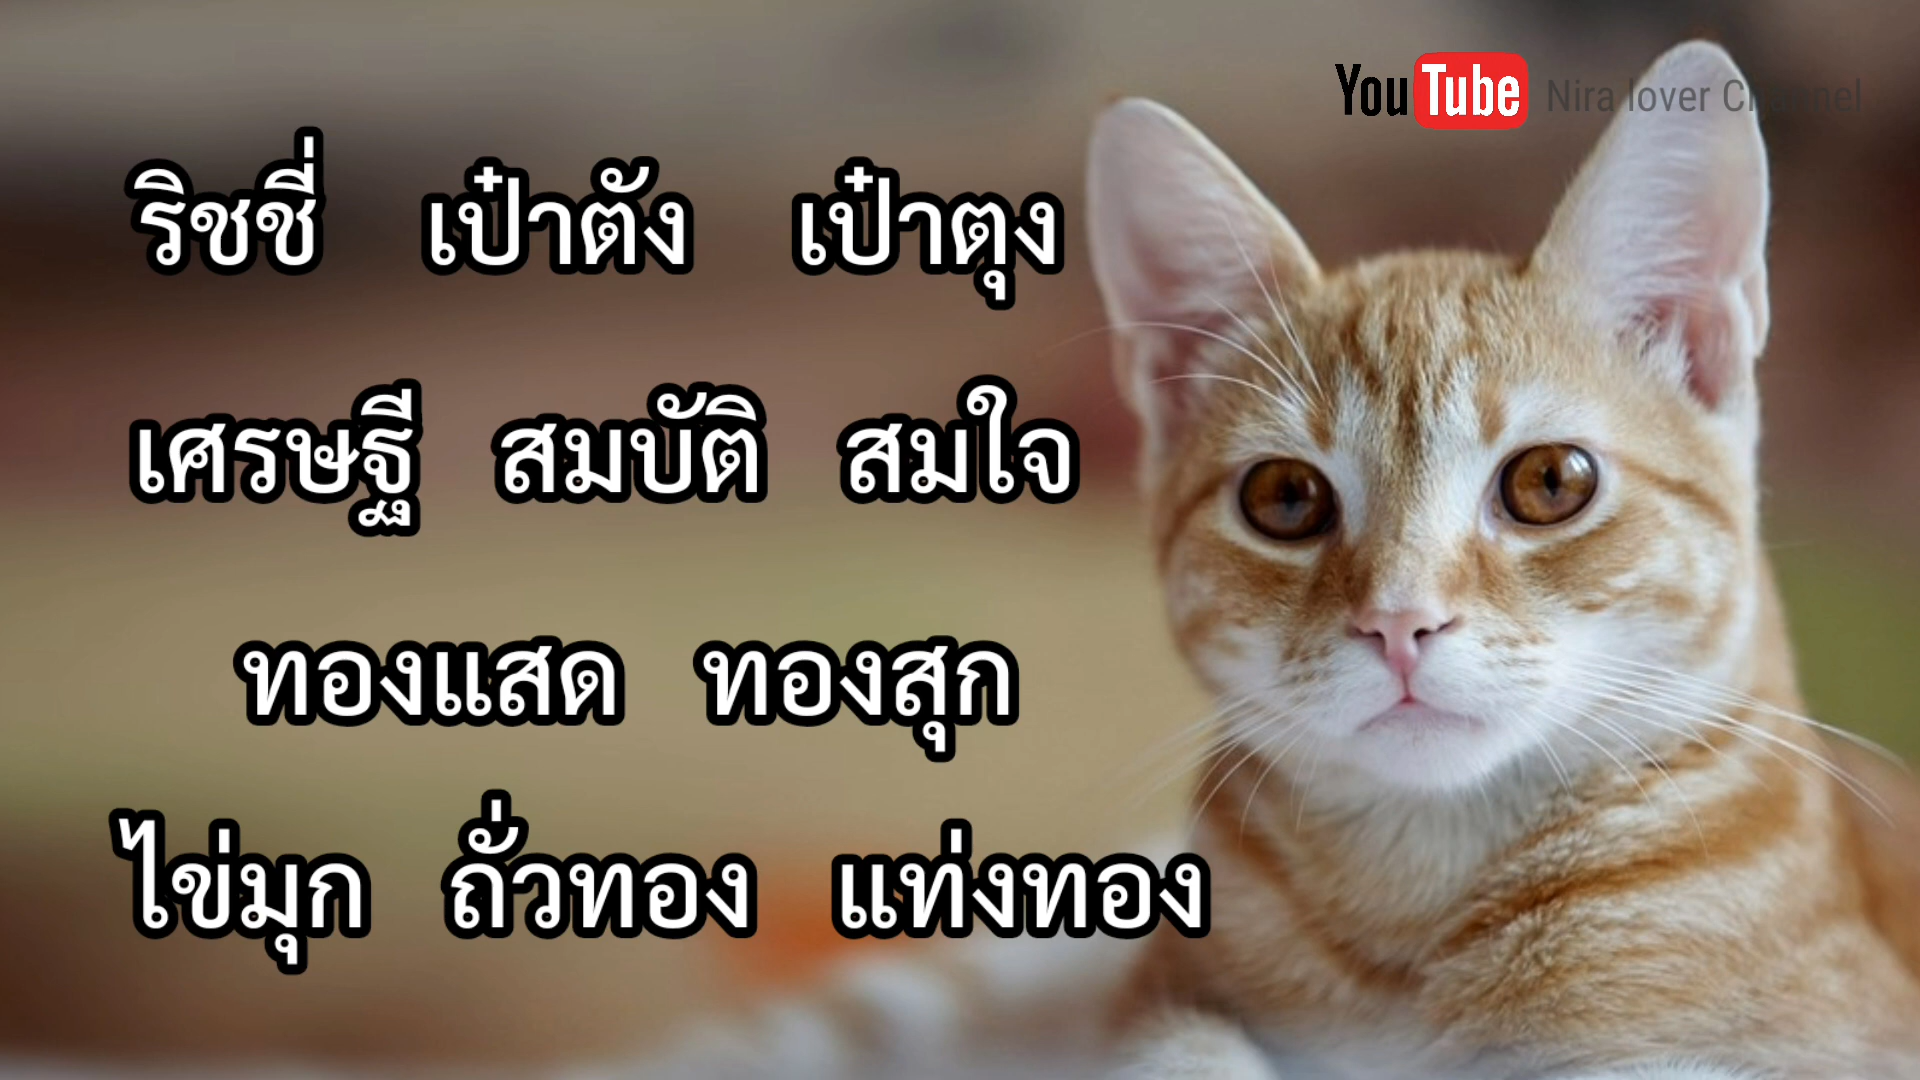 YouTube Nira lover Channel
ริชชี่ เป๋าตัง เป๋าตุง
เศรษฐี สมบัติ สมใจ
ทองแสด ทองสุก
ไข่มุก ถั่วทอง แท่งทอง